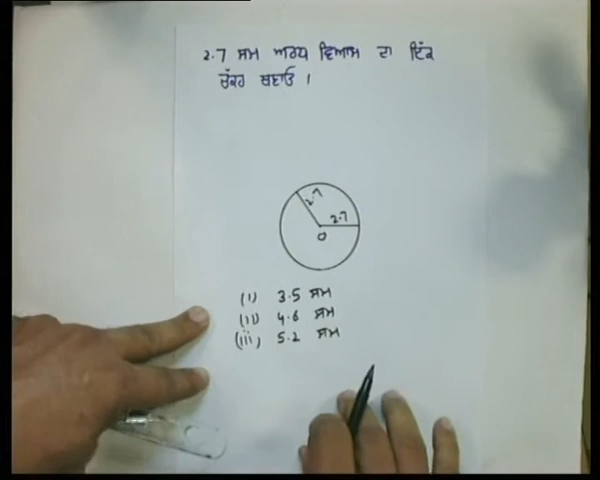 2.7 ਸਮ ਅਰਧ ਵਿਆਸ ਦਾ ਇੱਕ
ਚੱਕਰ ਬਣਾਓ ।
2.7
2.7
O
(i) 3.5 ਸਮ
(ii) 4.6 ਸਮ
(iii) 5.2 ਸਮ